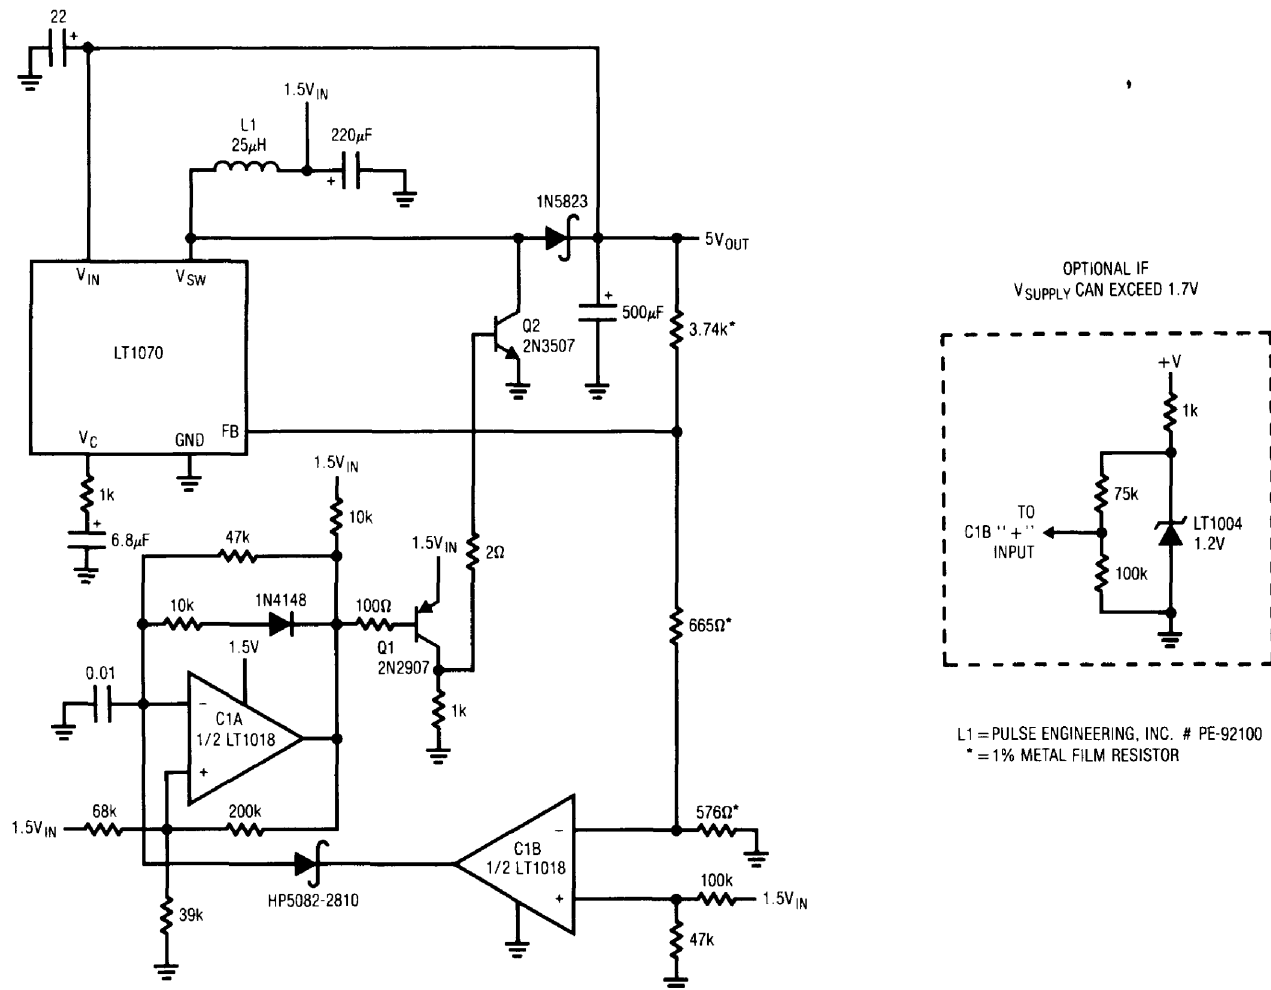 22
+
1.5VIN
L1
25µH
220µF
+
1N5823
5VOUT
VIN
VSW
LT1070
VC
GND
FB
Q2
2N3507
+
500µF
3.74k*
1k
+
6.8µF
1.5VIN
10k
47k
1.5VIN
2Ω
10k
1N4148
100Ω
Q1
2N2907
665Ω*
1.5V
0.01
−
C1A
1/2 LT1018
+
1k
68k
1.5VIN
200k
39k
HP5082-2810
C1B
1/2 LT1018
−
+
576Ω*
100k
1.5VIN
47k
OPTIONAL IF
VSUPPLY CAN EXCEED 1.7V
+V
1k
75k
TO
C1B "+"
INPUT
LT1004
1.2V
100k
L1 = PULSE ENGINEERING, INC. # PE-92100
* = 1% METAL FILM RESISTOR